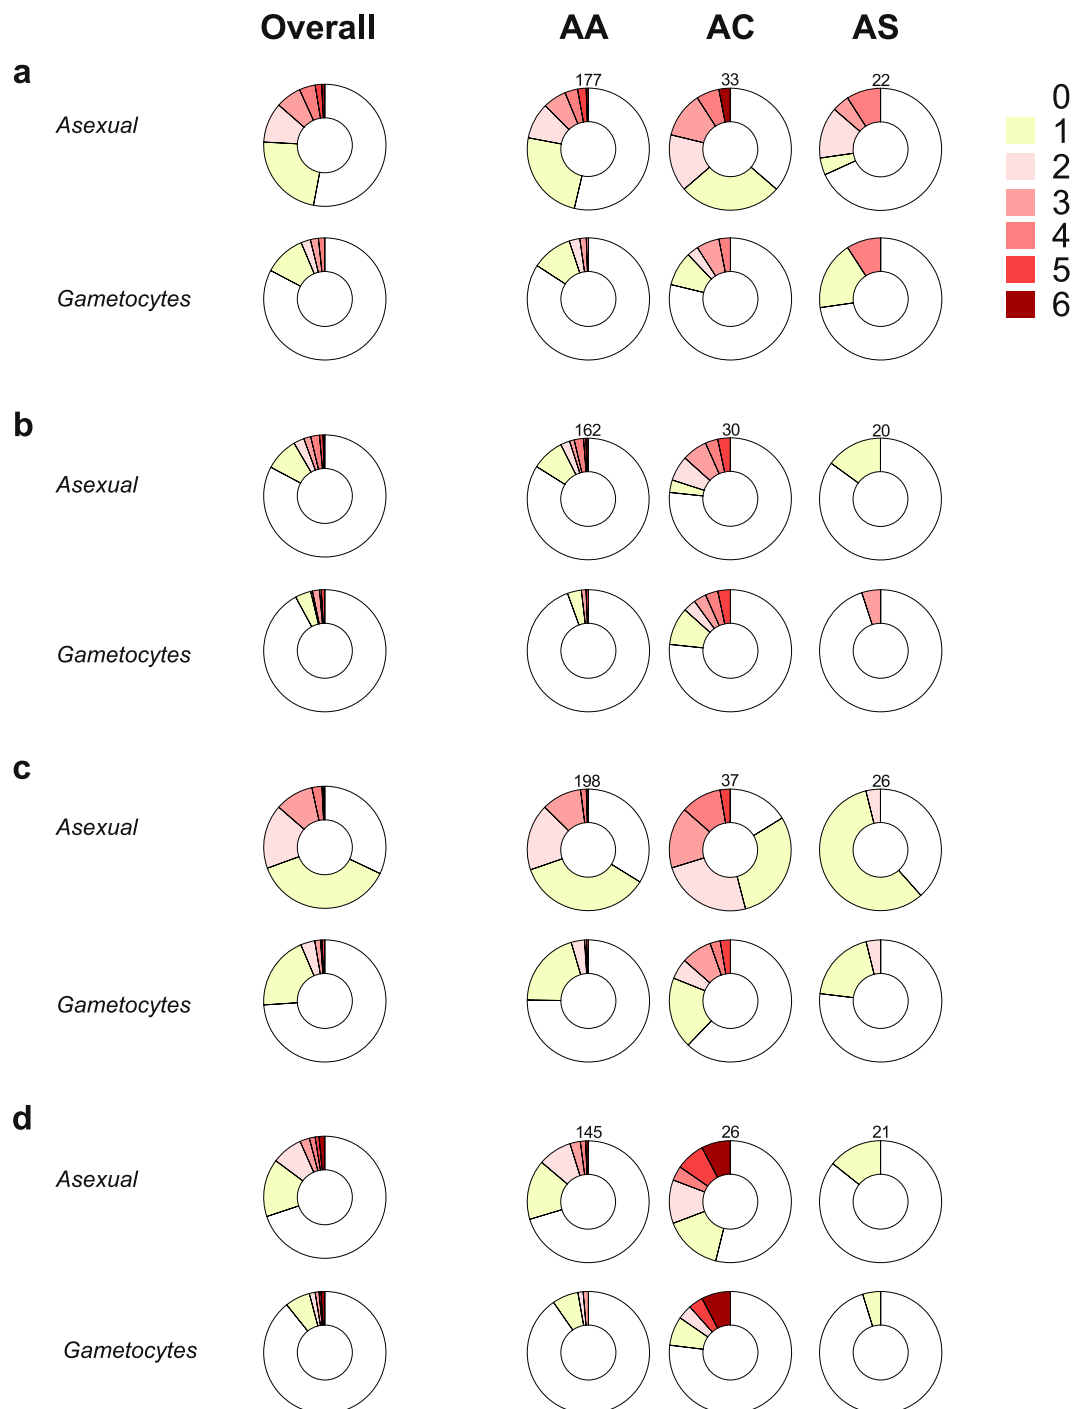 Overall AA AC AS
a
Asexual 177 33 22
0
1
2
3
4
5
6
Gametocytes
b
Asexual 162 30 20
Gametocytes
c
Asexual 198 37 26
Gametocytes
d
Asexual 145 26 21
Gametocytes